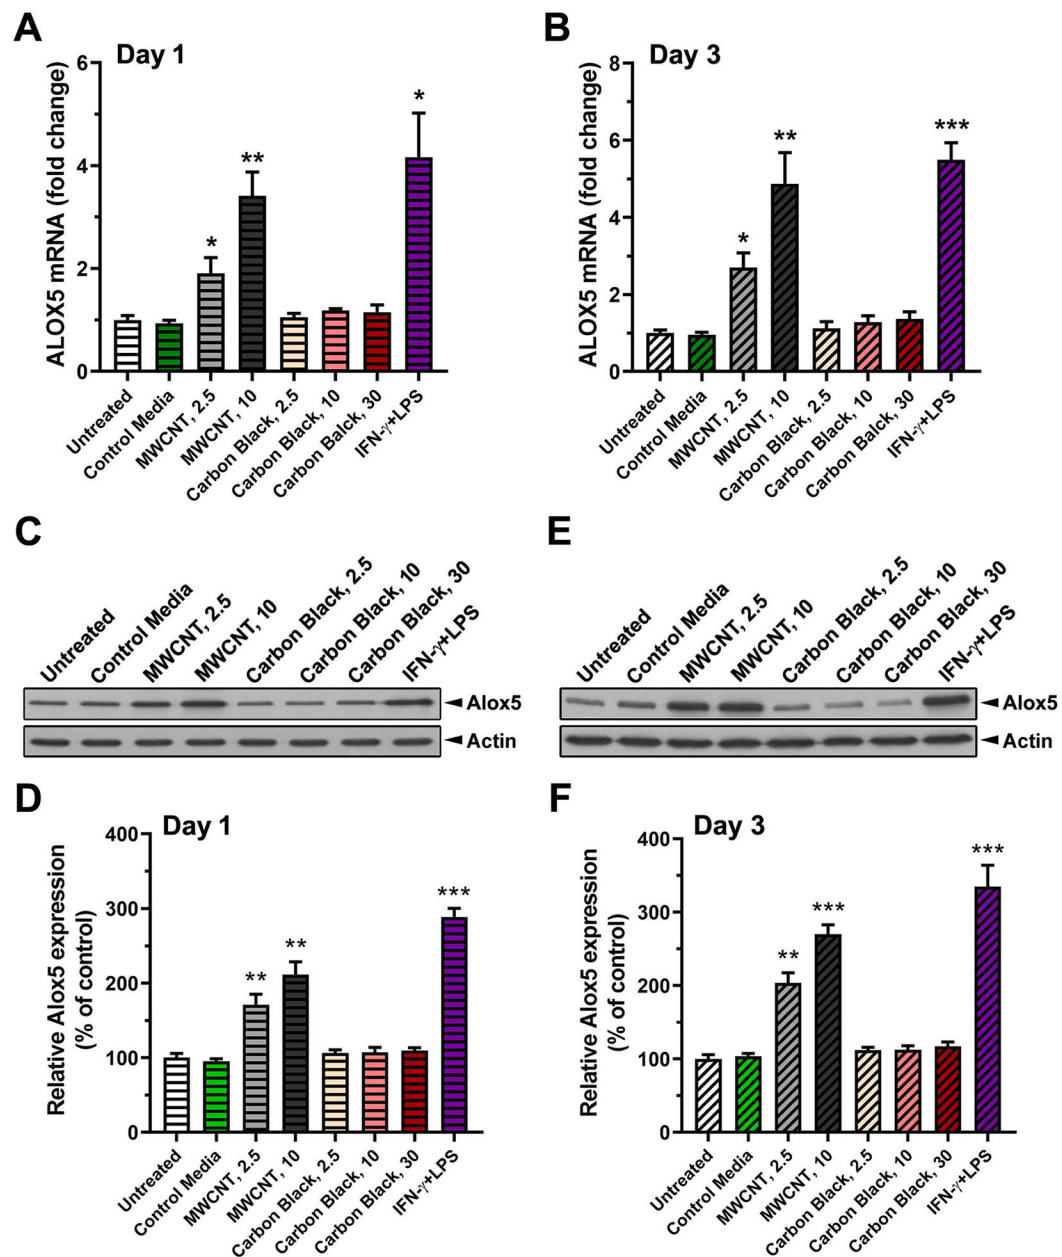 A
Day 1
ALOX5 mRNA (fold change)
6
4
2
0
*
**
*
Untreated
Control Media
MWCNT, 2.5
MWCNT, 10
Carbon Black, 2.5
Carbon Black, 10
Carbon Balck, 30
IFN-γ+LPS
B
Day 3
ALOX5 mRNA (fold change)
8
6
4
2
0
*
**
***
Untreated
Control Media
MWCNT, 2.5
MWCNT, 10
Carbon Black, 2.5
Carbon Black, 10
Carbon Balck, 30
IFN-γ+LPS
C
Untreated
Control Media
MWCNT, 2.5
MWCNT, 10
Carbon Black, 2.5
Carbon Black, 10
Carbon Black, 30
IFN-γ+LPS
Alox5
Actin
E
Untreated
Control Media
MWCNT, 2.5
MWCNT, 10
Carbon Black, 2.5
Carbon Black, 10
Carbon Black, 30
IFN-γ+LPS
Alox5
Actin
D
Day 1
Relative Alox5 expression
(% of control)
400
300
200
100
0
**
**
***
Untreated
Control Media
MWCNT, 2.5
MWCNT, 10
Carbon Black, 2.5
Carbon Black, 10
Carbon Black, 30
IFN-γ+LPS
F
Day 3
Relative Alox5 expression
(% of control)
400
300
200
100
0
**
***
***
Untreated
Control Media
MWCNT, 2.5
MWCNT, 10
Carbon Black, 2.5
Carbon Black, 10
Carbon Black, 30
IFN-γ+LPS